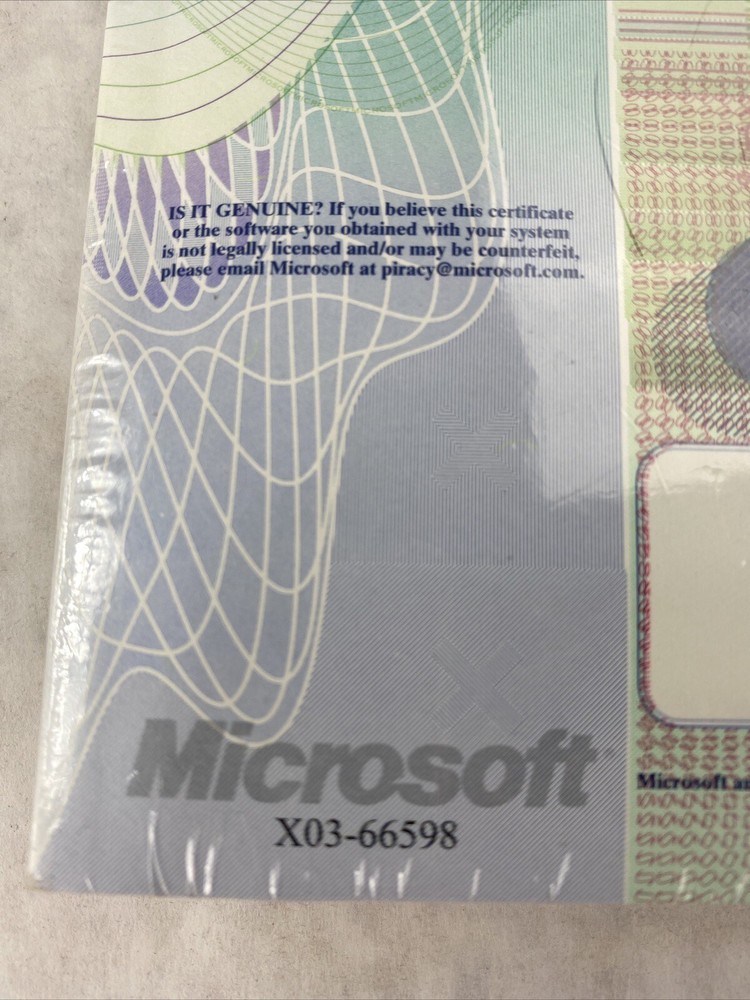 IS IT GENUINE? If you believe this certificate
or the software you obtained with your system
is not legally licensed and/or may be counterfeit,
please email Microsoft at piracy@microsoft.com.
Microsoft
X03-66598
Microsoft